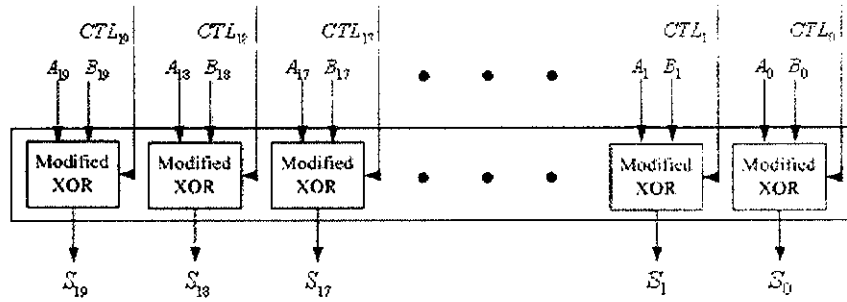 CTL19 CTL18 CTL17 CTL1 CTL0
A19 B19 A18 B18 A17 B17 A1 B1 A0 B0
Modified XOR Modified XOR Modified XOR Modified XOR Modified XOR
S19 S18 S17 S1 S0